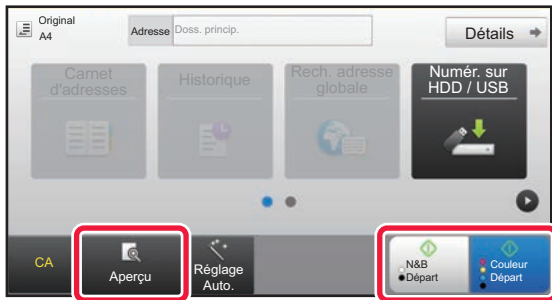 Original
A4
Adresse Doss. princip.
Détails
Carnet
d'adresses
Historique
Rech. adresse
globale
Numér. sur
HDD / USB
CA
Aperçu
Réglage
Auto.
N&B
Départ
Couleur
Départ